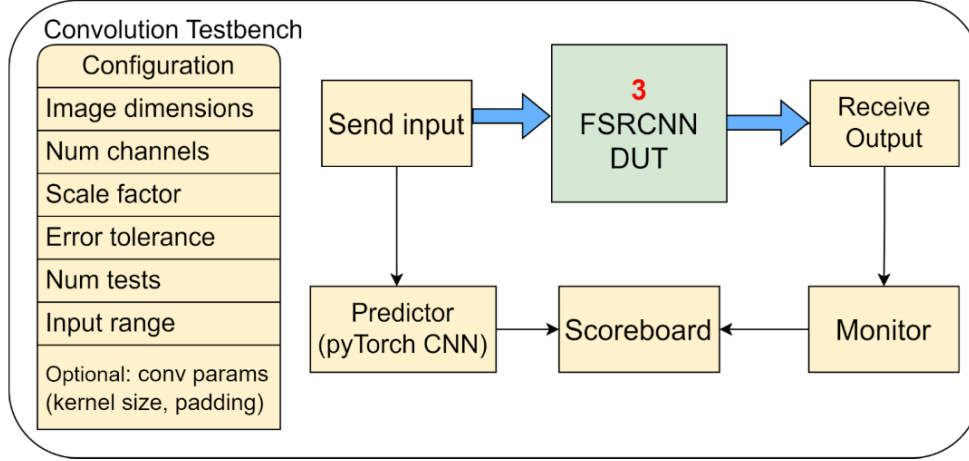 Convolution Testbench
Configuration
Image dimensions
Num channels
Scale factor
Error tolerance
Num tests
Input range
Optional: conv params
(kernel size, padding)
Send input
3
FSRCNN
DUT
Receive
Output
Predictor
(pyTorch CNN)
Scoreboard
Monitor